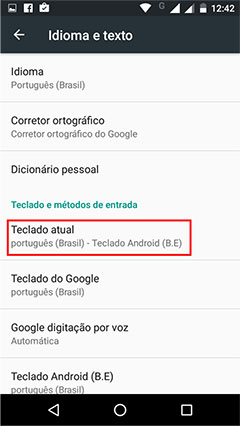 12:42
Idioma e texto
Idioma
Português (Brasil)
Corretor ortográfico
Corretor ortográfico do Google
Dicionário pessoal
Teclado e métodos de entrada
Teclado atual
português (Brasil) - Teclado Android (B.E)
Teclado do Google
português (Brasil)
Google digitação por voz
Automática
Teclado Android (B.E)
português (Brasil)